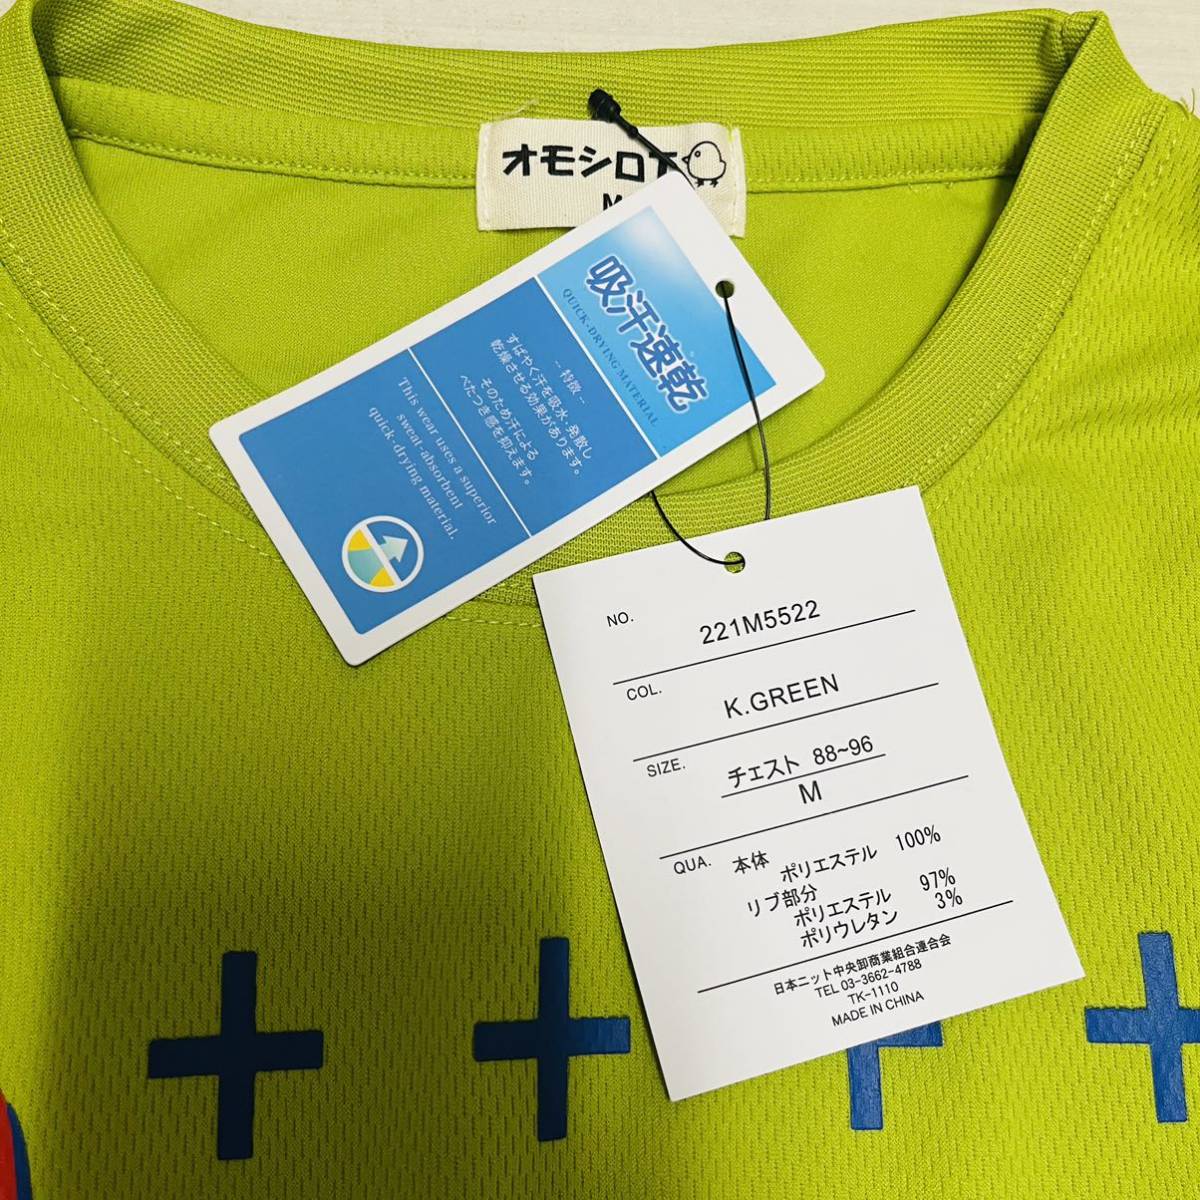 オモシロT
M
吸汗速乾
QUICK-DRYING MATERIAL
-- 特徴 --
すばやく汗を吸水・発散し
乾燥させる効果があります。
そのため汗による
べたつき感を抑えます。
This wear uses a superior
sweat-absorbent
quick-drying material.
NO. 221M5522
COL. K.GREEN
SIZE. チェスト 88~96
M
QUA. 本体
ポリエステル 100%
リブ部分
ポリエステル 97%
ポリウレタン 3%
日本ニット中央卸商業組合連合会
TEL 03-3662-4788
TK-1110
MADE IN CHINA